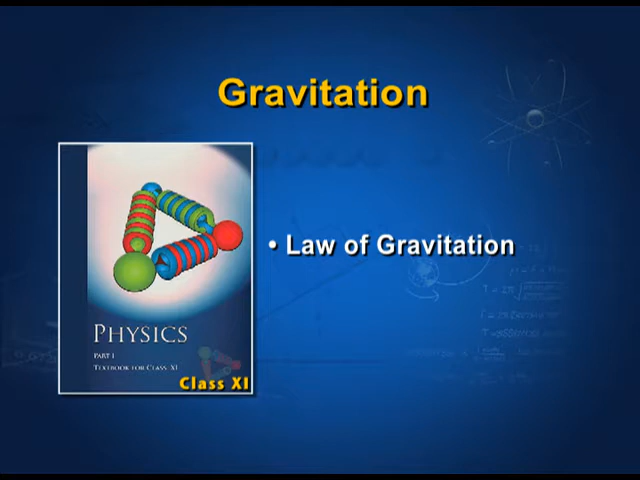 Gravitation
• Law of Gravitation
PHYSICS
PART I
TEXTBOOK FOR CLASS XI
Class XI